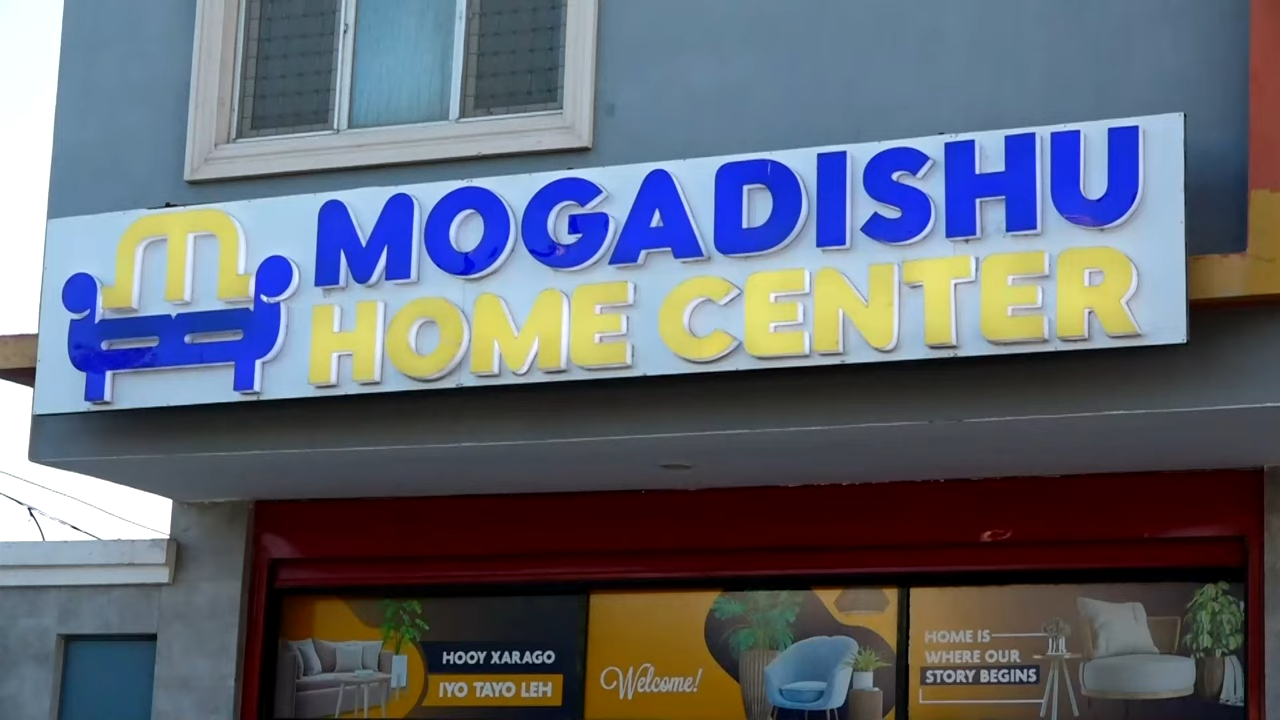 MOGADISHU
HOME CENTER
HOOY XARAGO
IYO TAYO LEH
Welcome!
HOME IS
WHERE OUR
STORY BEGINS